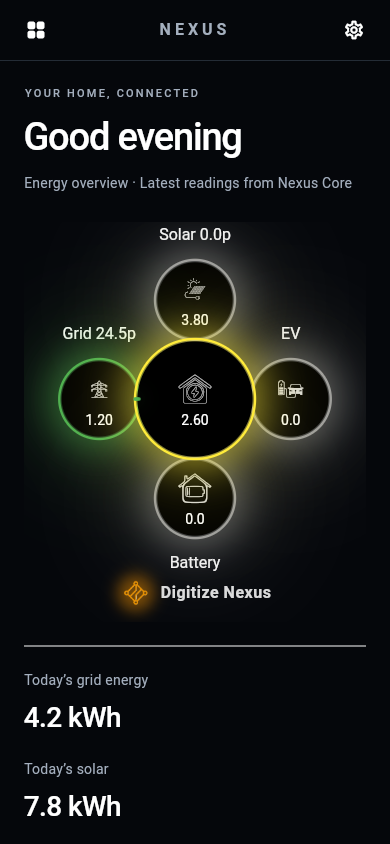 NEXUS
YOUR HOME, CONNECTED
Good evening
Energy overview · Latest readings from Nexus Core
Solar 0.0p
3.80
Grid 24.5p
EV
1.20
2.60
0.0
0.0
Battery
Digitize Nexus
Today’s grid energy
4.2 kWh
Today’s solar
7.8 kWh